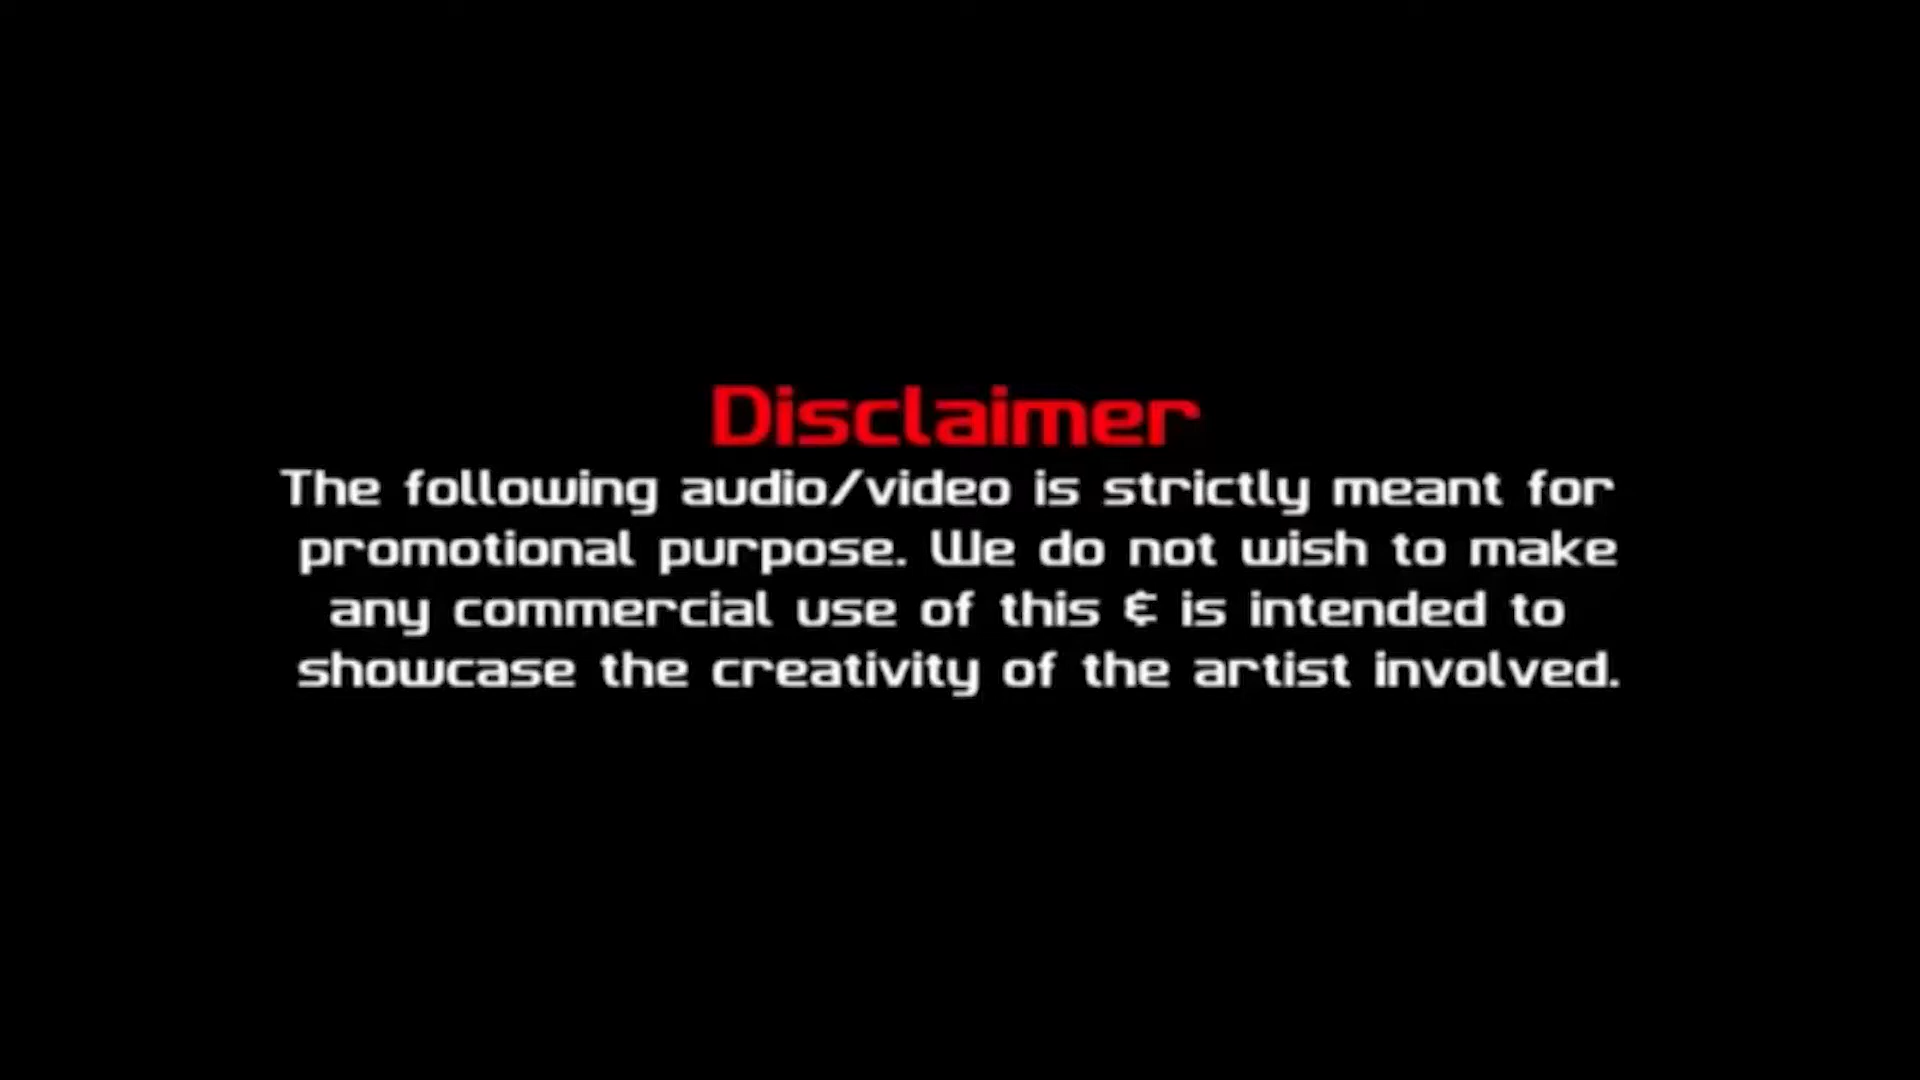 Disclaimer
The following audio/video is strictly meant for
promotional purpose. We do not wish to make
any commercial use of this & is intended to
showcase the creativity of the artist involved.